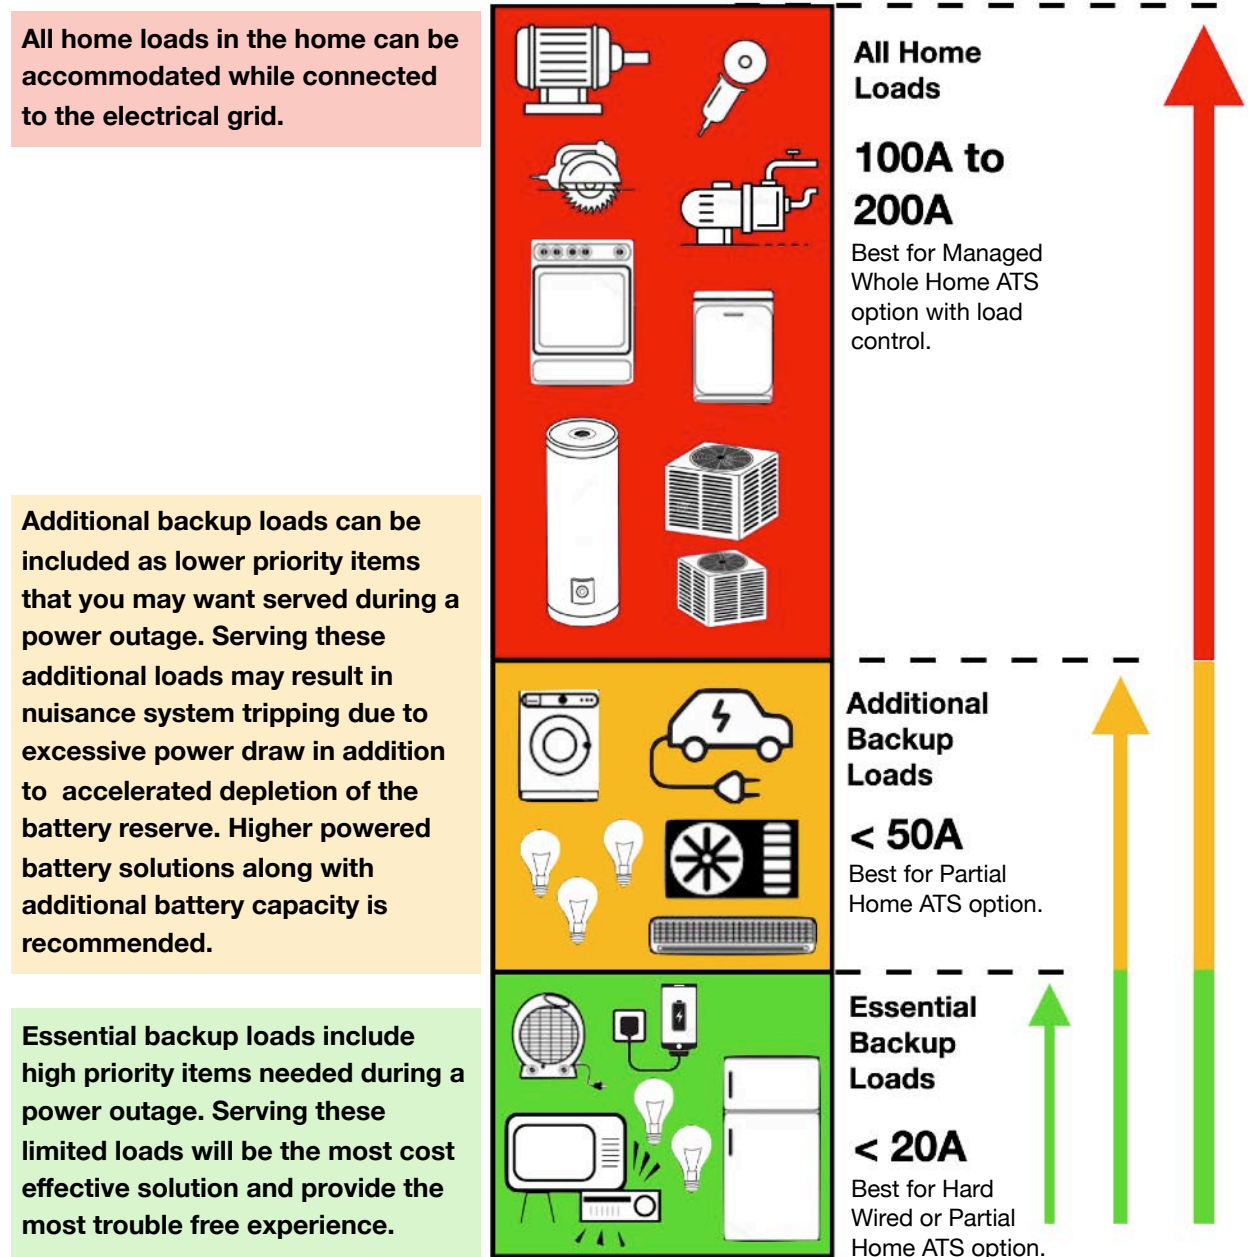 All home loads in the home can be
accommodated while connected
to the electrical grid.
All Home
Loads
100A to
200A
Best for Managed
Whole Home ATS
option with load
control.
Additional backup loads can be
included as lower priority items
that you may want served during a
power outage. Serving these
additional loads may result in
nuisance system tripping due to
excessive power draw in addition
to  accelerated depletion of the
battery reserve. Higher powered
battery solutions along with
additional battery capacity is
recommended.
Additional
Backup
Loads
< 50A
Best for Partial
Home ATS option.
Essential backup loads include
high priority items needed during a
power outage. Serving these
limited loads will be the most cost
effective solution and provide the
most trouble free experience.
Essential
Backup
Loads
< 20A
Best for Hard
Wired or Partial
Home ATS option.